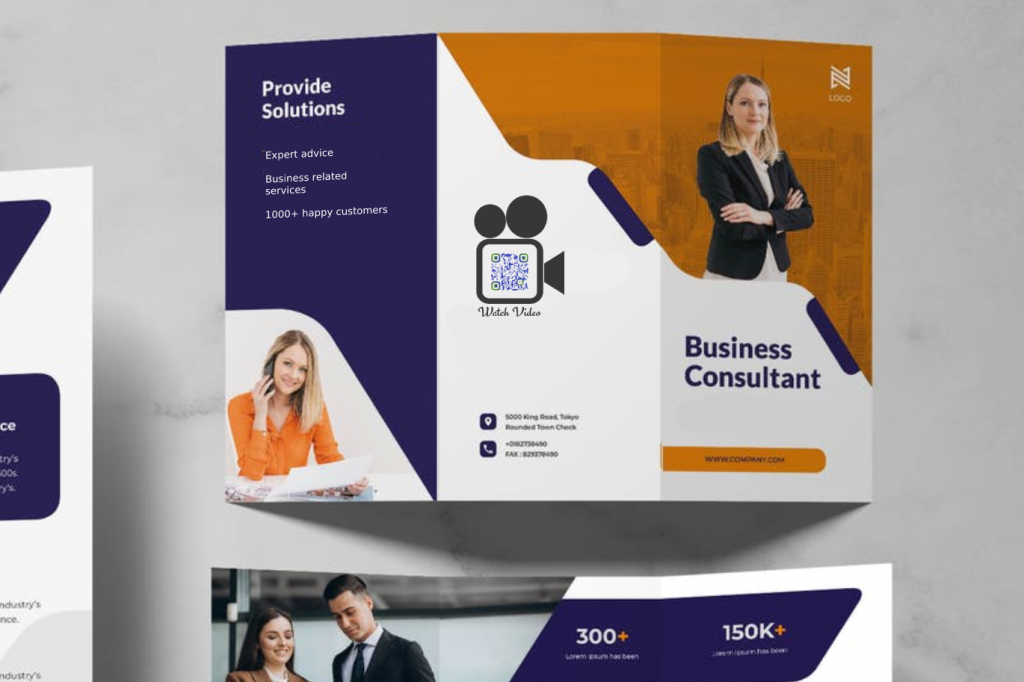 Provide
Solutions
Expert advice
Business related
services
1000+ happy customers
Watch Video
5000 King Road, Tokyo
Rounded Town Check
+0182738490
FAX : 829378490
LOGO
Business
Consultant
WWW.COMPANY.COM
ce
try's
500s.
ry's.
ndustry's
nce.
ndustry's
300+
Lorem ipsum has been
150K+
Lorem ipsum has been